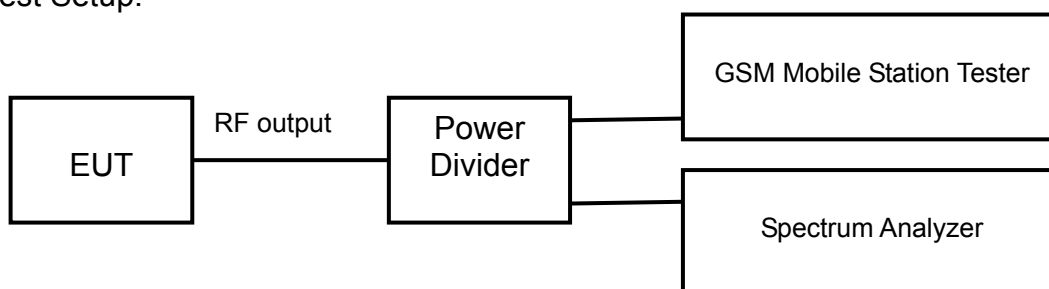 est Setup:
GSM Mobile Station Tester
RF output
EUT
Power
Divider
Spectrum Analyzer